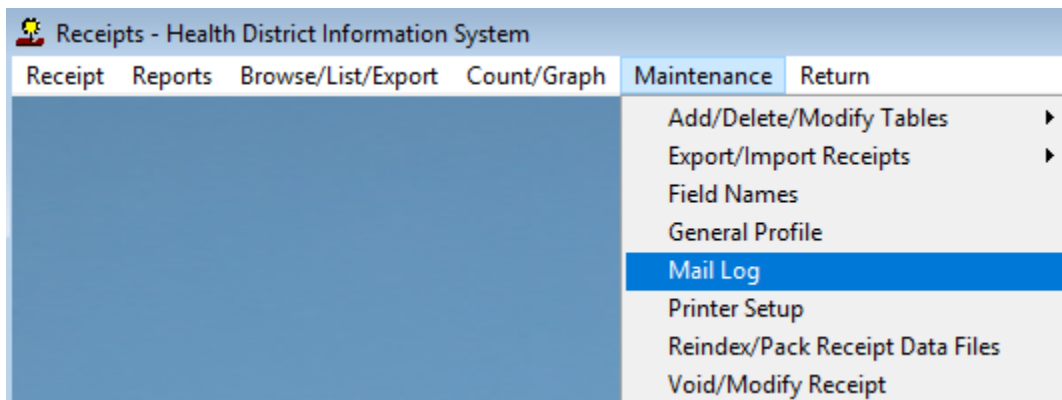 Receipts - Health District Information System
Receipt Reports Browse/List/Export Count/Graph Maintenance Return
Add/Delete/Modify Tables
Export/Import Receipts
Field Names
General Profile
Mail Log
Printer Setup
Reindex/Pack Receipt Data Files
Void/Modify Receipt